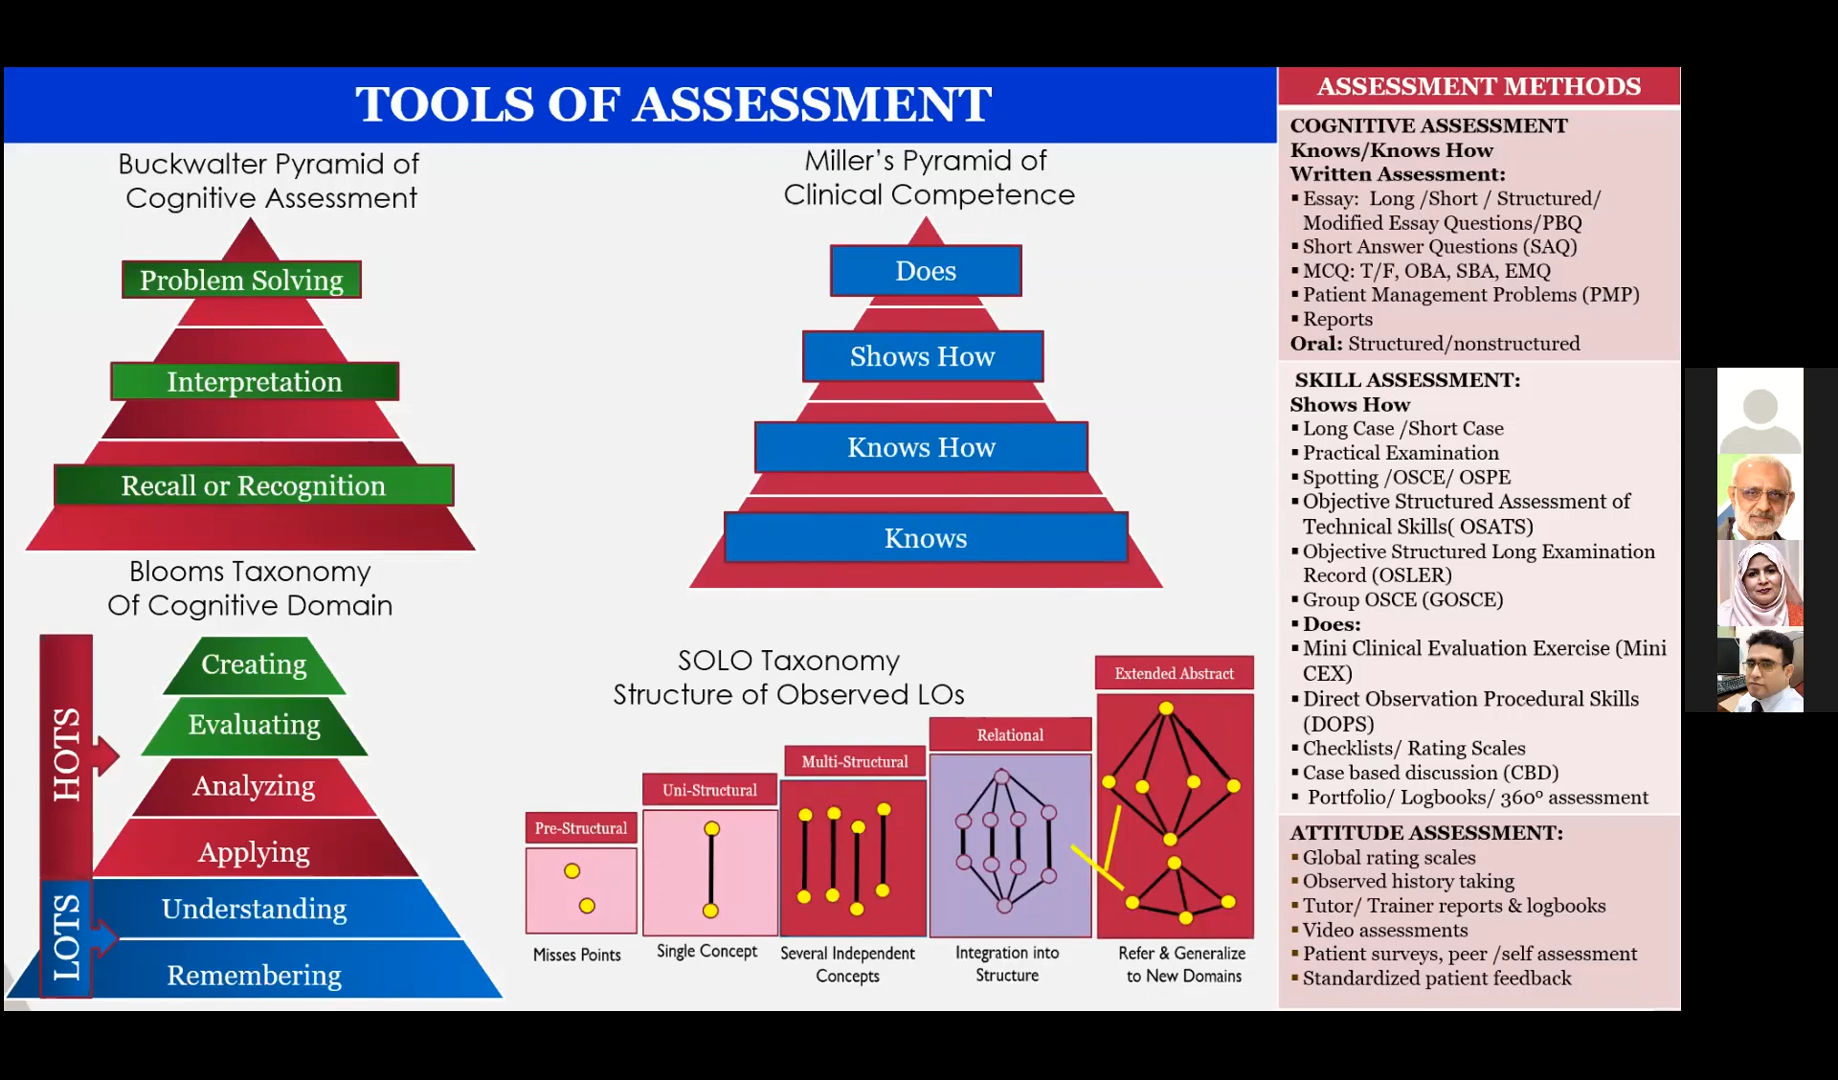 TOOLS OF ASSESSMENT
Buckwalter Pyramid of
Cognitive Assessment
Problem Solving
Interpretation
Recall or Recognition
Miller's Pyramid of
Clinical Competence
Does
Shows How
Knows How
Knows
Blooms Taxonomy
Of Cognitive Domain
HOTS
LOTS
Creating
Evaluating
Analyzing
Applying
Understanding
Remembering
SOLO Taxonomy
Structure of Observed LOs
Pre-Structural
Misses Points
Uni-Structural
Single Concept
Multi-Structural
Several Independent
Concepts
Relational
Integration into
Structure
Extended Abstract
Refer & Generalize
to New Domains
ASSESSMENT METHODS
COGNITIVE ASSESSMENT
Knows/Knows How
Written Assessment:
▪ Essay: Long /Short / Structured/
Modified Essay Questions/PBQ
▪ Short Answer Questions (SAQ)
▪ MCQ: T/F, OBA, SBA, EMQ
▪ Patient Management Problems (PMP)
▪ Reports
Oral: Structured/nonstructured
SKILL ASSESSMENT:
Shows How
▪ Long Case /Short Case
▪ Practical Examination
▪ Spotting /OSCE/ OSPE
▪ Objective Structured Assessment of
Technical Skills( OSATS)
▪ Objective Structured Long Examination
Record (OSLER)
▪ Group OSCE (GOSCE)
▪ Does:
▪ Mini Clinical Evaluation Exercise (Mini
CEX)
▪ Direct Observation Procedural Skills
(DOPS)
▪ Checklists/ Rating Scales
▪ Case based discussion (CBD)
▪ Portfolio/ Logbooks/ 360º assessment
ATTITUDE ASSESSMENT:
▪ Global rating scales
▪ Observed history taking
▪ Tutor/ Trainer reports & logbooks
▪ Video assessments
▪ Patient surveys, peer /self assessment
▪ Standardized patient feedback